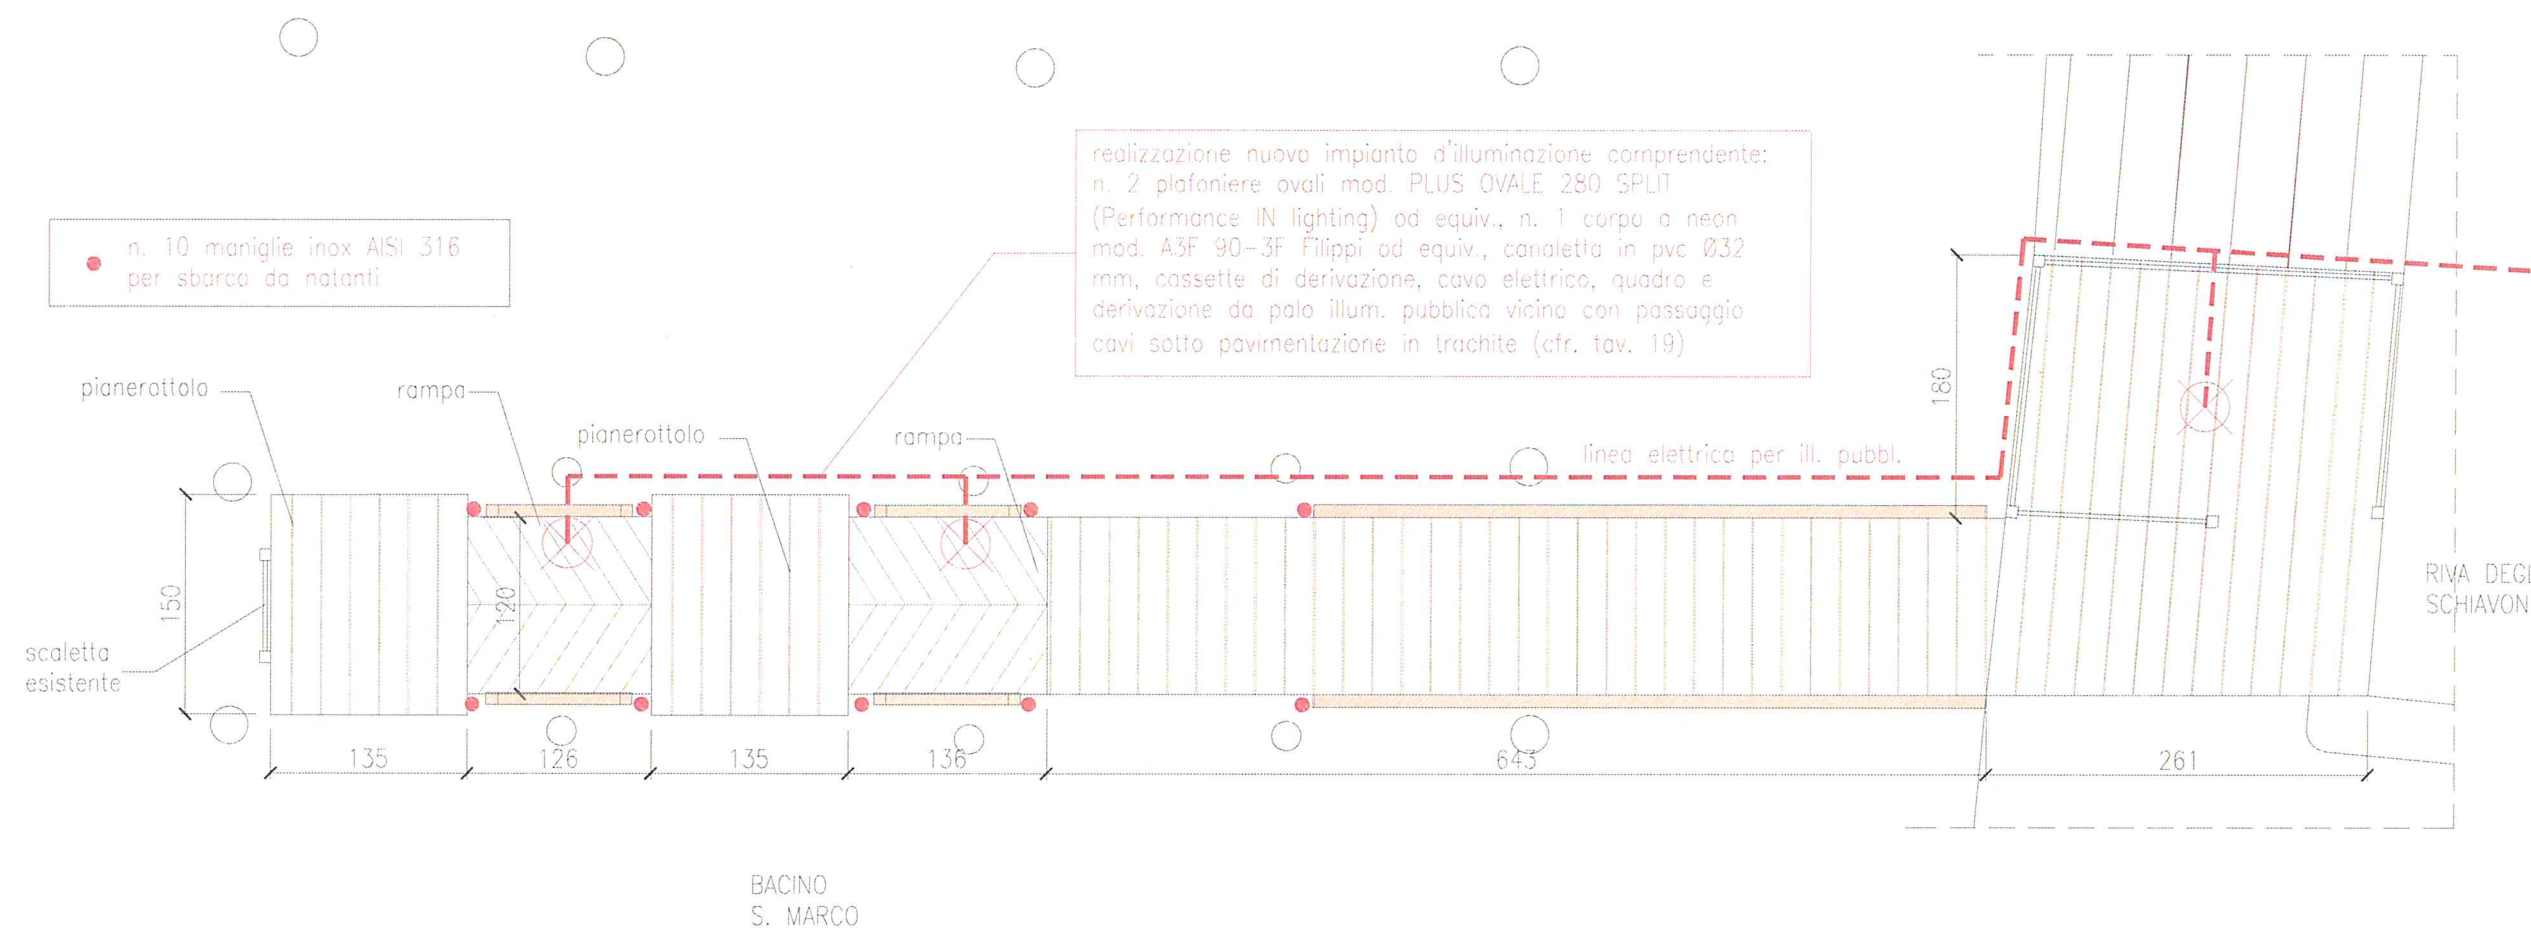 realizzazione nuovo impianto d'illuminazione comprendente:
n. 2 plafoniere ovali mod. PLUS OVALE 280 SPLIT
(Performance IN lighting) od equiv., n. 1 corpo a neon
mod. A3F 90-3F Filippi od equiv., canaletta in pvc Ø32
mm, cassette di derivazione, cavo elettrico, quadro e
derivazione da palo illum. pubblica vicino con passaggio
cavi sotto pavimentazione in trachite (cfr. tav. 19)
n. 10 maniglie inox AISI 316
per sbarco da natanti
pianerottolo
rampa
pianerottolo
rampa
180
linea elettrica per ill. pubbl.
150
120
RIVA DEGL
SCHIAVON
scaletta
esistente
135
126
135
136
643
261
BACINO
S. MARCO